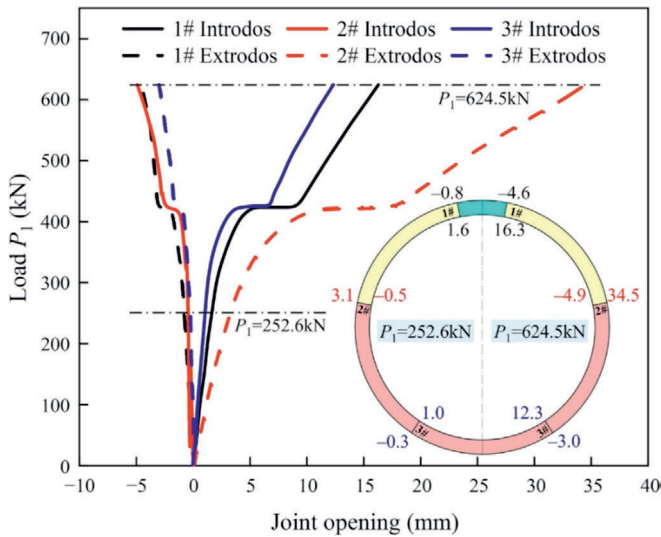 1# Introdos 2# Introdos 3# Introdos
1# Extrodos 2# Extrodos 3# Extrodos
700
600
500
400
300
200
100
0
Load P₁ (kN)
P₁=624.5kN
P₁=252.6kN
−0.8 −4.6
1# 1#
1.6 16.3
3.1 −0.5 −4.9 34.5
2# 2#
P₁=252.6kN P₁=624.5kN
1.0 12.3
3# 3#
−0.3 −3.0
−10 −5 0 5 10 15 20 25 30 35 40
Joint opening (mm)